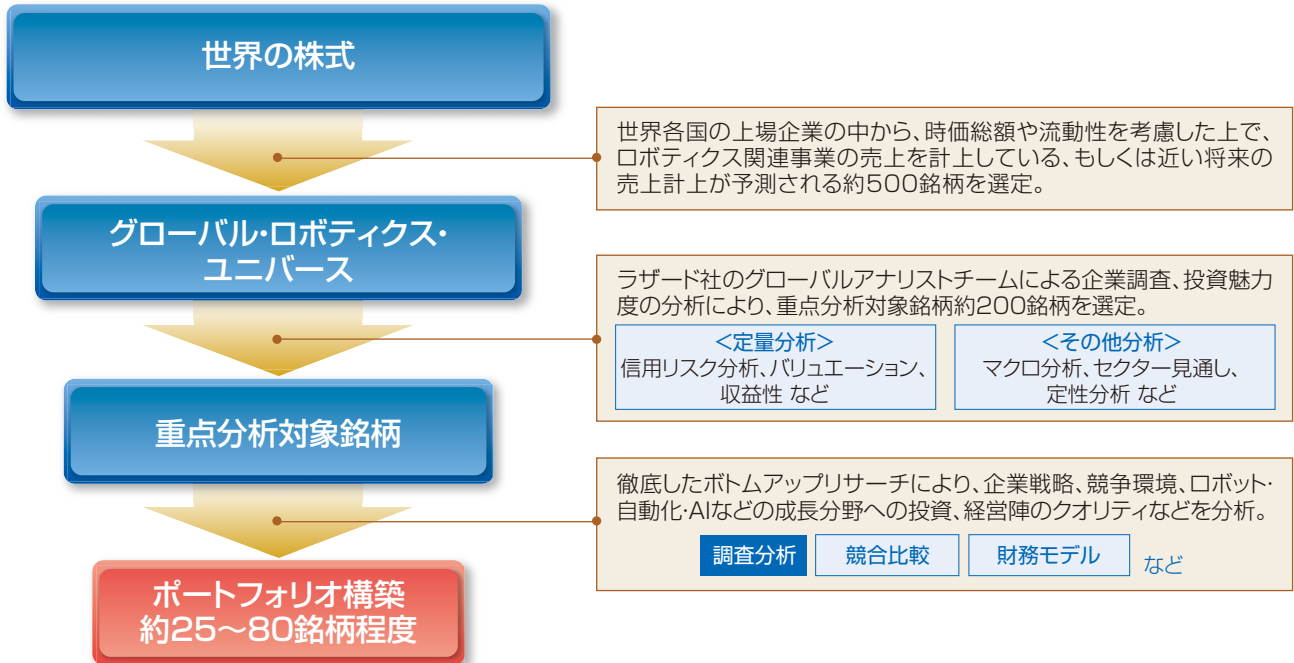 世界の株式
世界各国の上場企業の中から、時価総額や流動性を考慮した上で、
ロボティクス関連事業の売上を計上している、もしくは近い将来の
売上計上が予測される約500銘柄を選定。
グローバル・ロボティクス・
ユニバース
ラザード社のグローバルアナリストチームによる企業調査、投資魅力
度の分析により、重点分析対象銘柄約200銘柄を選定。
<定量分析>
信用リスク分析、バリュエーション、
収益性 など
<その他分析>
マクロ分析、セクター見通し、
定性分析 など
重点分析対象銘柄
徹底したボトムアップリサーチにより、企業戦略、競争環境、ロボット・
自動化・AIなどの成長分野への投資、経営陣のクオリティなどを分析。
調査分析
競合比較
財務モデル
など
ポートフォリオ構築
約25～80銘柄程度